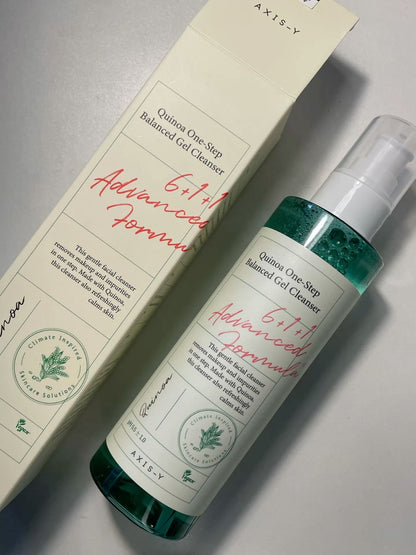 AXIS-Y
Quinoa One-Step
Balanced Gel Cleanser
6+1+1
Advanced
Formula
This gentle facial cleanser
removes makeup and impurities
in one step. Made with Quinoa,
this cleanser also refreshingly
calms skin.
Climate Inspired
Skincare Solutions
Vegan
Quinoa One-Step
Balanced Gel Cleanser
6+1+1
Advanced
Formula
This gentle facial cleanser
removes makeup and impurities
in one step. Made with Quinoa,
this cleanser also refreshingly
calms skin.
Quinoa
Climate Inspired
Skincare Solutions
Vegan
AXIS-Y